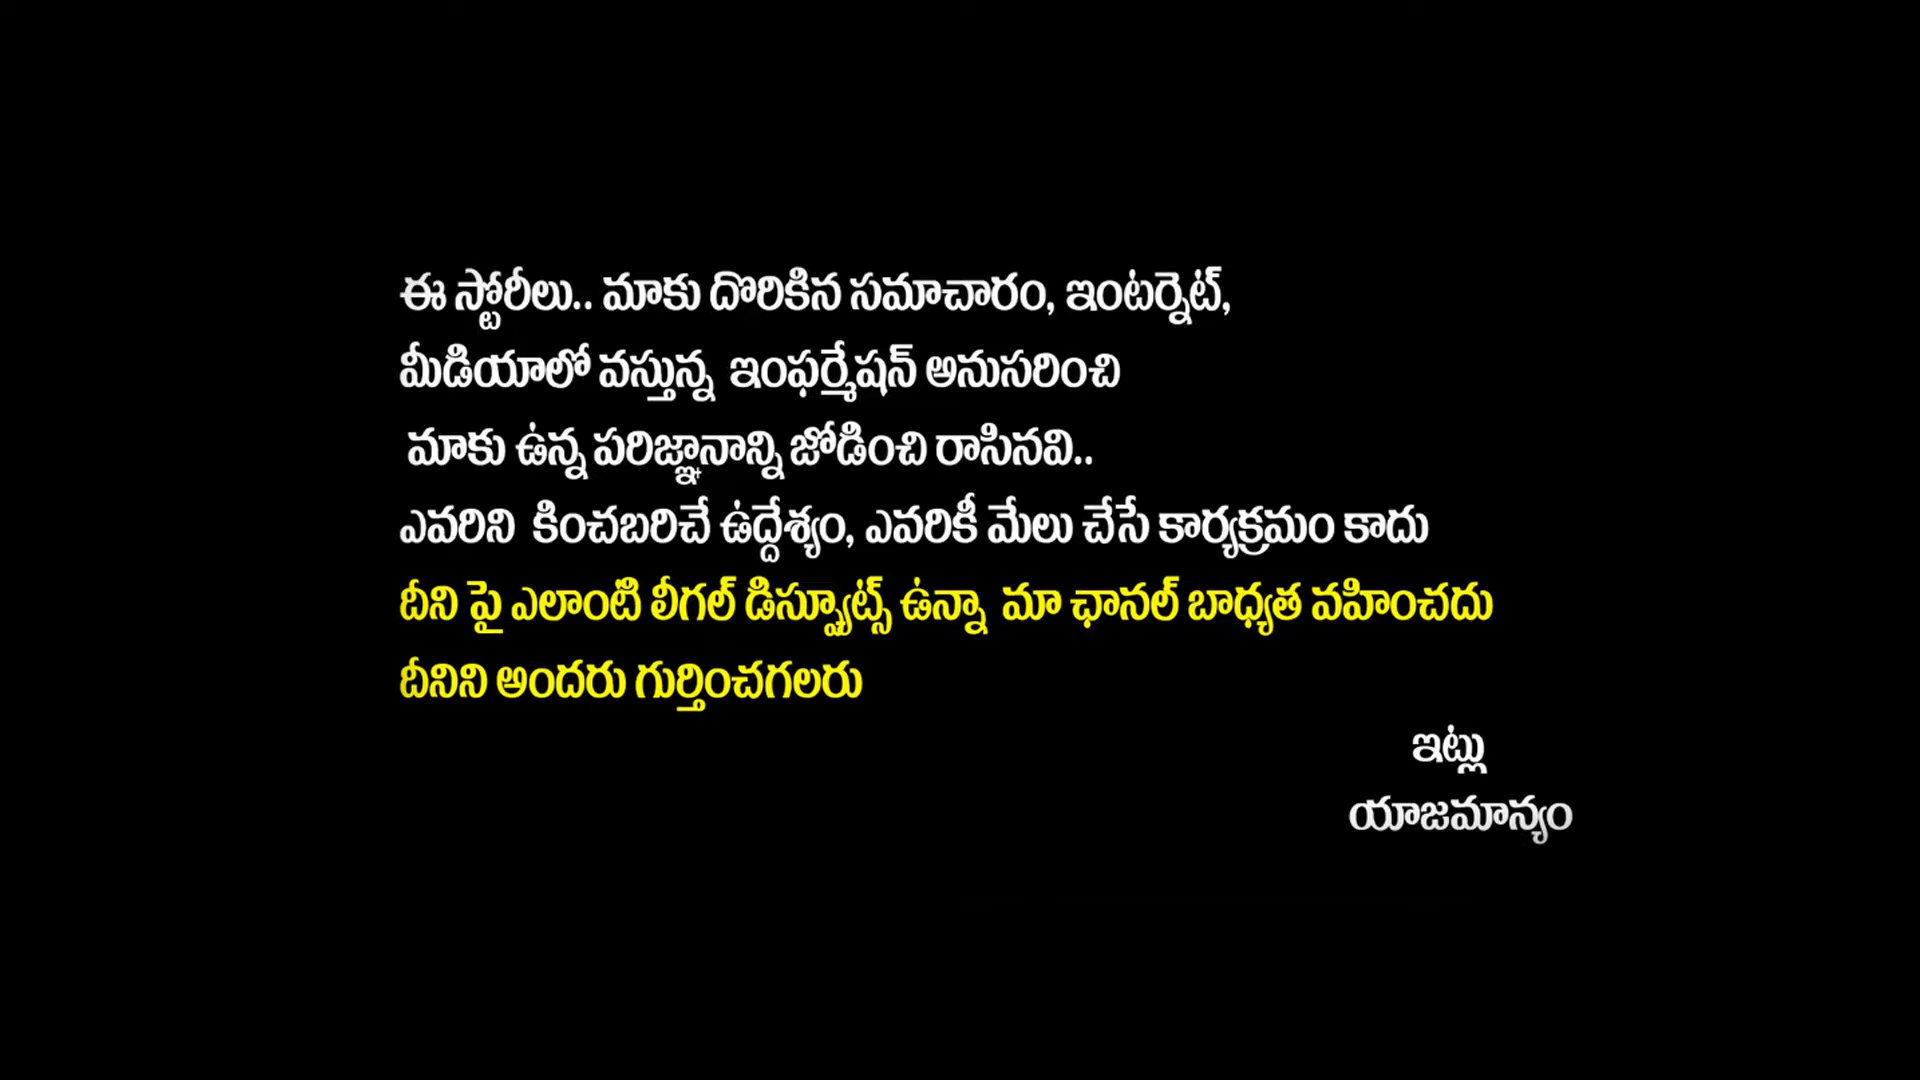 ఈ స్టోరీలు.. మాకు దొరికిన సమాచారం, ఇంటర్నెట్,
మీడియాలో వస్తున్న ఇంఫర్మేషన్ అనుసరించి
మాకు ఉన్న పరిజ్ఞానాన్ని జోడించి రాసినవి..
ఎవరిని కించబరిచే ఉద్దేశ్యం, ఎవరికీ మేలు చేసే కార్యక్రమం కాదు
దీని పై ఎలాంటి లీగల్ డిస్ప్యూట్స్ ఉన్నా మా ఛానల్ బాధ్యత వహించదు
దీనిని అందరు గుర్తించగలరు
ఇట్లు
యాజమాన్యం